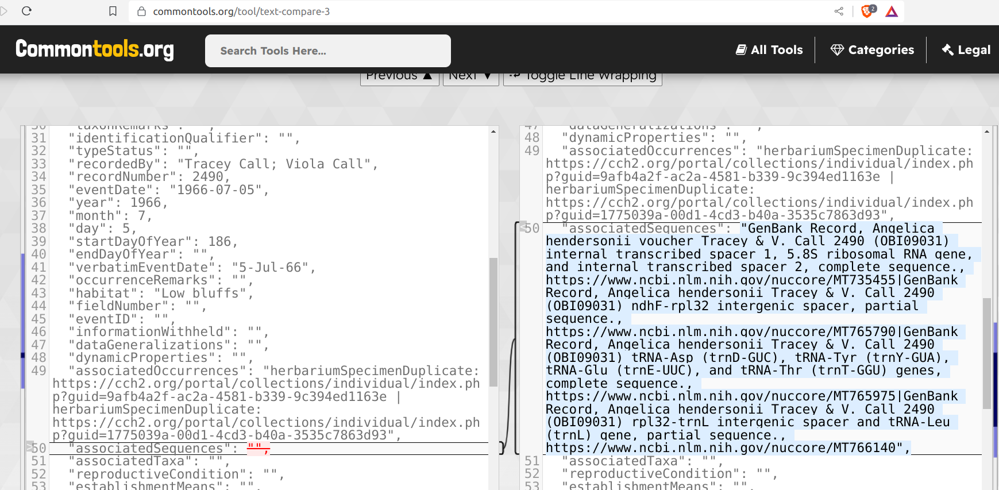 commontools.org/tool/text-compare-3
2
Commontools.org
Search Tools Here...
All Tools
Categories
Legal
Previous ▲
Next ▼
Toggle Line Wrapping
30 "taxonRemarks": "",
31 "identificationQualifier": "",
32 "typeStatus": "",
33 "recordedBy": "Tracey Call; Viola Call",
34 "recordNumber": 2490,
35 "eventDate": "1966-07-05",
36 "year": 1966,
37 "month": 7,
38 "day": 5,
39 "startDayOfYear": 186,
40 "endDayOfYear": "",
41 "verbatimEventDate": "5-Jul-66",
42 "occurrenceRemarks": "",
43 "habitat": "Low bluffs",
44 "fieldNumber": "",
45 "eventID": "",
46 "informationWithheld": "",
47 "dataGeneralizations": "",
48 "dynamicProperties": "",
49 "associatedOccurrences": "herbariumSpecimenDuplicate:
https://cch2.org/portal/collections/individual/index.ph
p?guid=9afb4a2f-ac2a-4581-b339-9c394ed1163e |
herbariumSpecimenDuplicate:
https://cch2.org/portal/collections/individual/index.ph
p?guid=1775039a-00d1-4cd3-b40a-3535c7863d93",
50 "associatedSequences": "",
51 "associatedTaxa": "",
52 "reproductiveCondition": "",
53 "establishmentMeans": "",
47 "dataGeneralizations": "",
48 "dynamicProperties": "",
49 "associatedOccurrences": "herbariumSpecimenDuplicate:
https://cch2.org/portal/collections/individual/index.ph
p?guid=9afb4a2f-ac2a-4581-b339-9c394ed1163e |
herbariumSpecimenDuplicate:
https://cch2.org/portal/collections/individual/index.ph
p?guid=1775039a-00d1-4cd3-b40a-3535c7863d93",
50 "associatedSequences": "GenBank Record, Angelica
hendersonii voucher Tracey & V. Call 2490 (OBI09031)
internal transcribed spacer 1, 5.8S ribosomal RNA gene,
and internal transcribed spacer 2, complete sequence.,
https://www.ncbi.nlm.nih.gov/nuccore/MT735455|GenBank
Record, Angelica hendersonii Tracey & V. Call 2490
(OBI09031) ndhF-rpl32 intergenic spacer, partial
sequence.,
https://www.ncbi.nlm.nih.gov/nuccore/MT765790|GenBank
Record, Angelica hendersonii Tracey & V. Call 2490
(OBI09031) tRNA-Asp (trnD-GUC), tRNA-Tyr (trnY-GUA),
tRNA-Glu (trnE-UUC), and tRNA-Thr (trnT-GGU) genes,
complete sequence.,
https://www.ncbi.nlm.nih.gov/nuccore/MT765975|GenBank
Record, Angelica hendersonii Tracey & V. Call 2490
(OBI09031) rpl32-trnL intergenic spacer and tRNA-Leu
(trnL) gene, partial sequence.,
https://www.ncbi.nlm.nih.gov/nuccore/MT766140",
51 "associatedTaxa": "",
52 "reproductiveCondition": "",
53 "establishmentMeans": "",